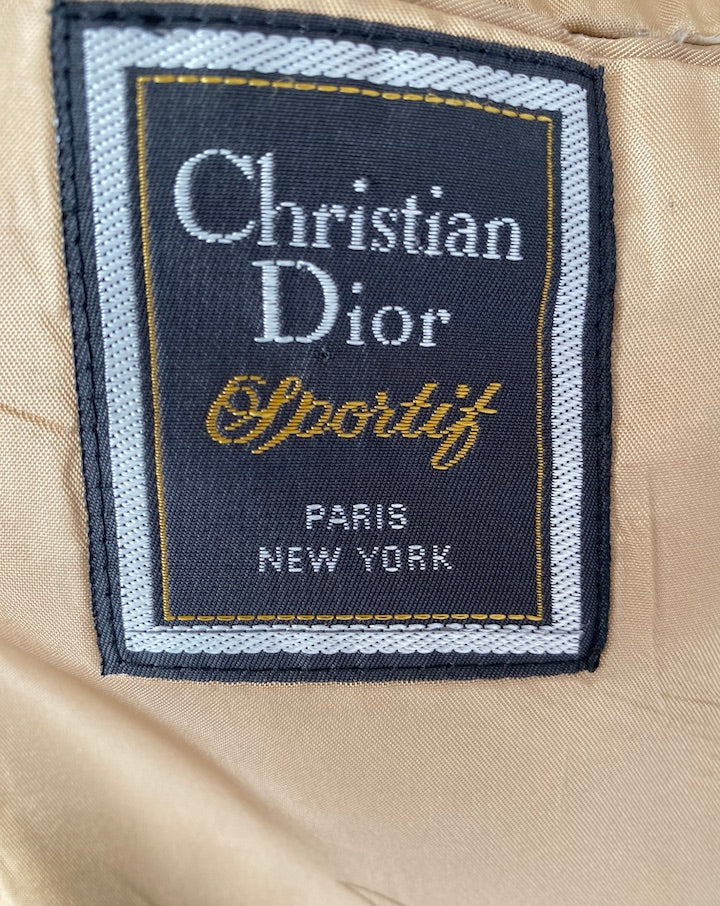 Christian
Dior
Sportif
PARIS
NEW YORK